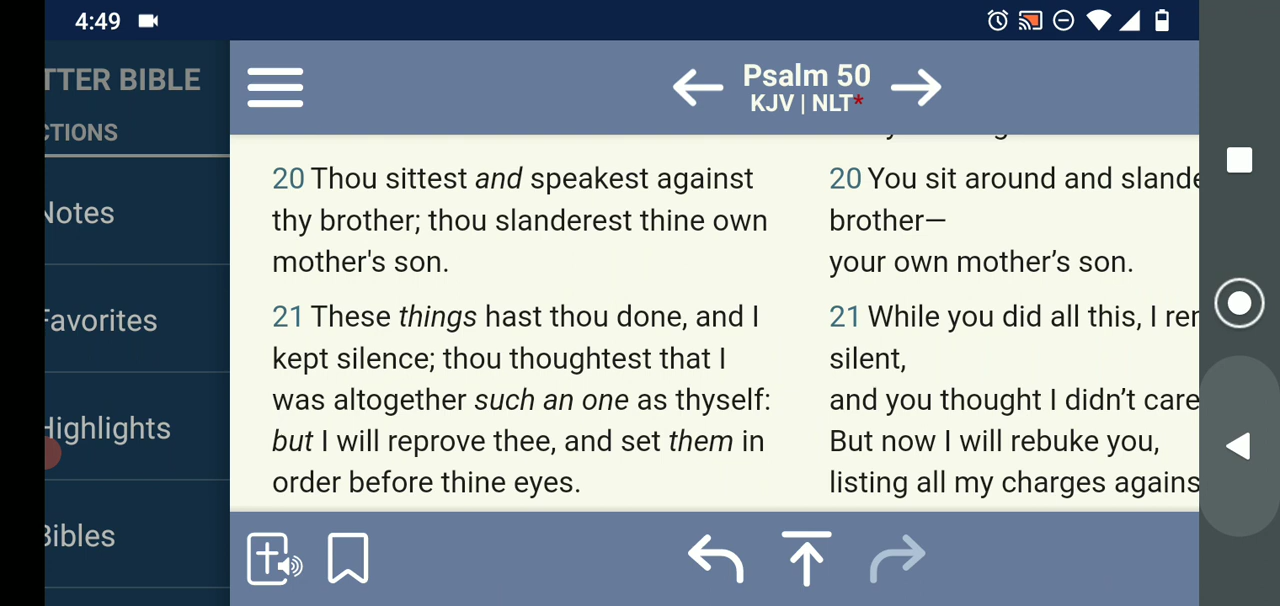 4:49
TTER BIBLE
CTIONS
Notes
Favorites
Highlights
Bibles
Psalm 50
KJV | NLT*
20 Thou sittest and speakest against
thy brother; thou slanderest thine own
mother's son.
21 These things hast thou done, and I
kept silence; thou thoughtest that I
was altogether such an one as thyself:
but I will reprove thee, and set them in
order before thine eyes.
20 You sit around and slande
brother—
your own mother’s son.
21 While you did all this, I rer
silent,
and you thought I didn’t care
But now I will rebuke you,
listing all my charges agains